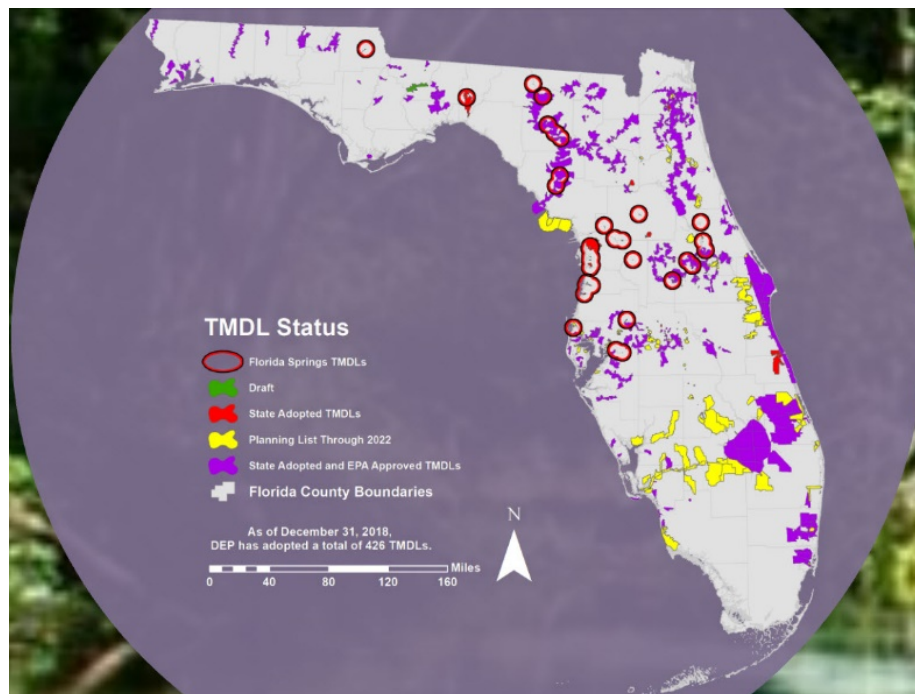 TMDL Status
Florida Springs TMDLs
Draft
State Adopted TMDLs
Planning List Through 2022
State Adopted and EPA Approved TMDLs
Florida County Boundaries
As of December 31, 2018,
DEP has adopted a total of 426 TMDLs.
N
Miles
0 20 40 80 120 160